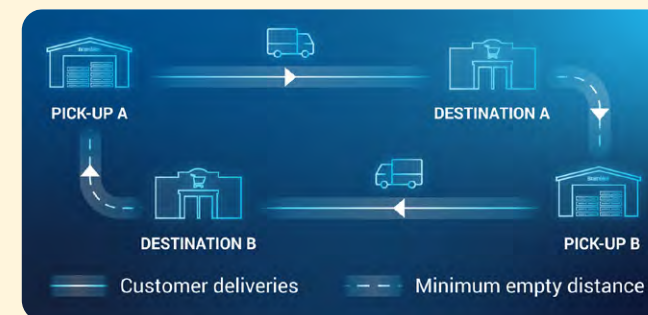 PICK-UP A
DESTINATION A
DESTINATION B
PICK-UP B
Customer deliveries
Minimum empty distance